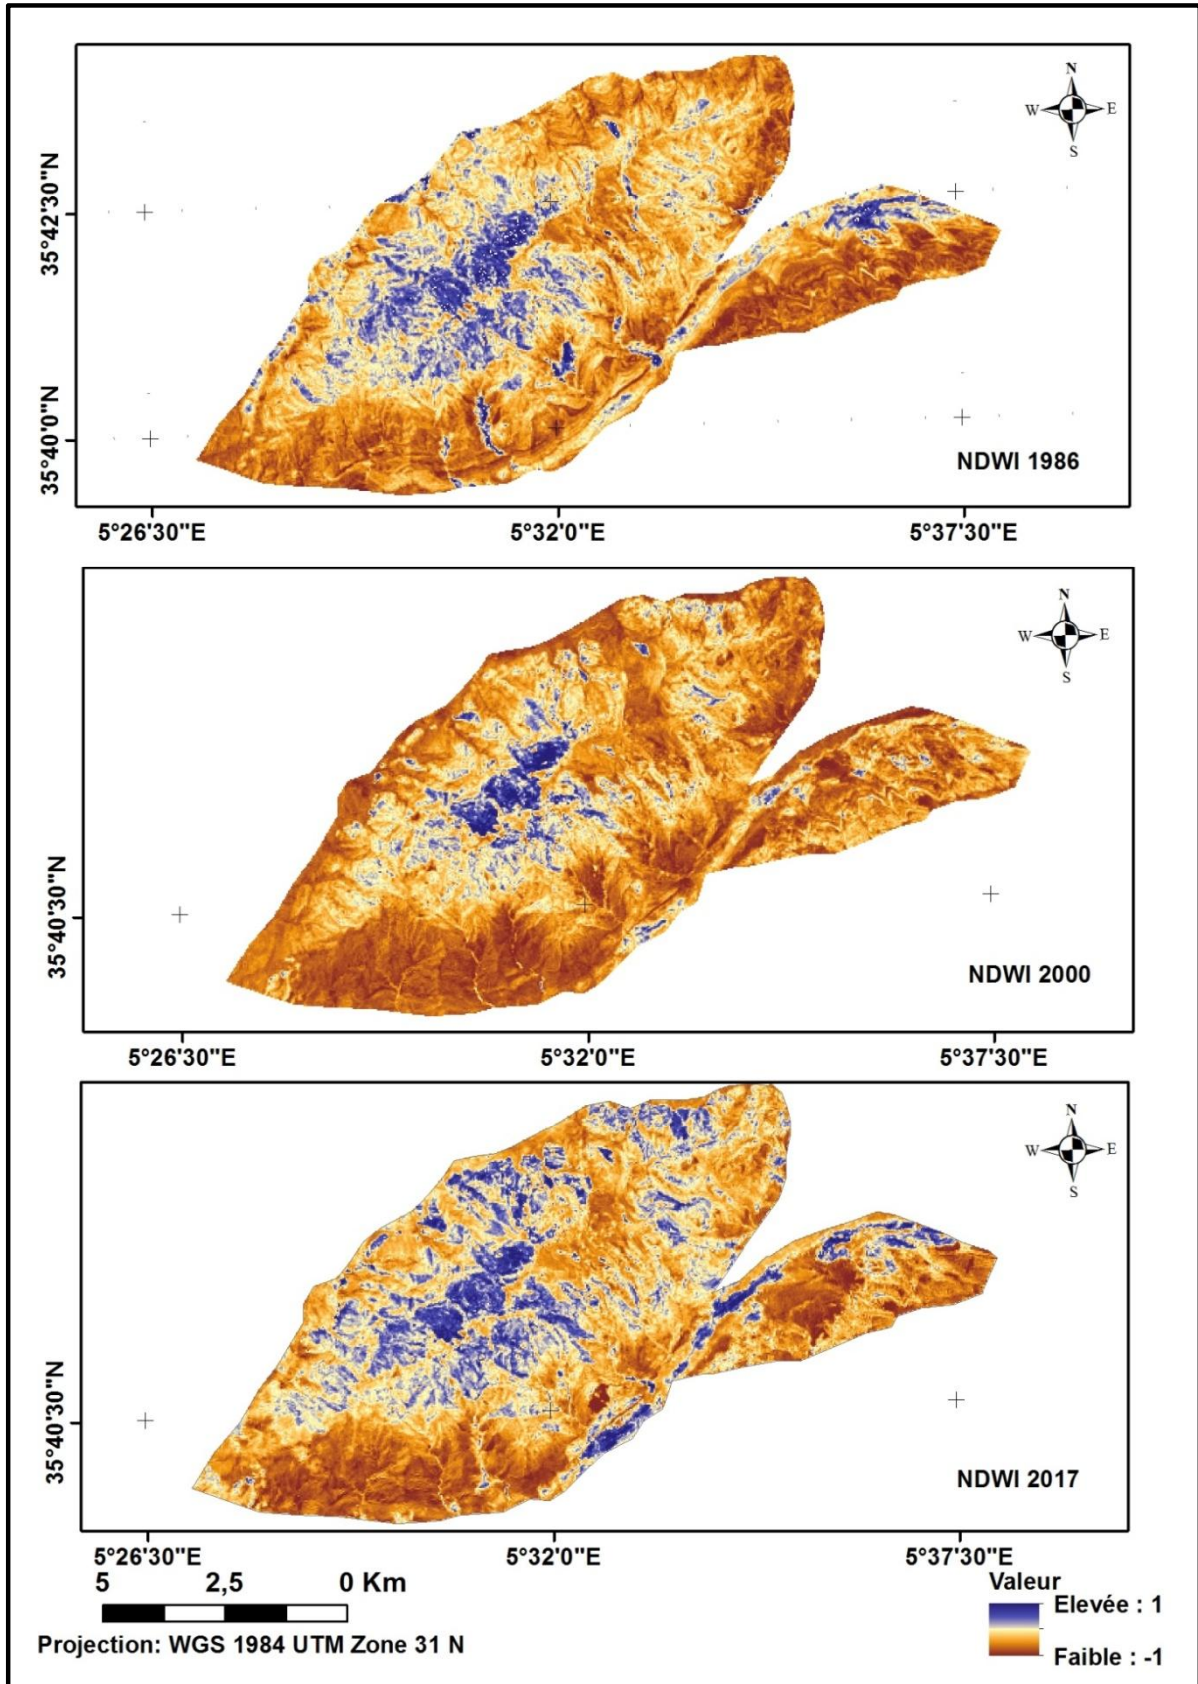 N
W E
S
35°42'30"N
35°40'0"N
NDWI 1986
5°26'30"E 5°32'0"E 5°37'30"E
N
W E
S
35°40'30"N
NDWI 2000
5°26'30"E 5°32'0"E 5°37'30"E
N
W E
S
35°40'30"N
NDWI 2017
5°26'30"E 5°32'0"E 5°37'30"E
5 2,5 0 Km
Projection: WGS 1984 UTM Zone 31 N
Valeur
Elevée : 1
Faible : -1